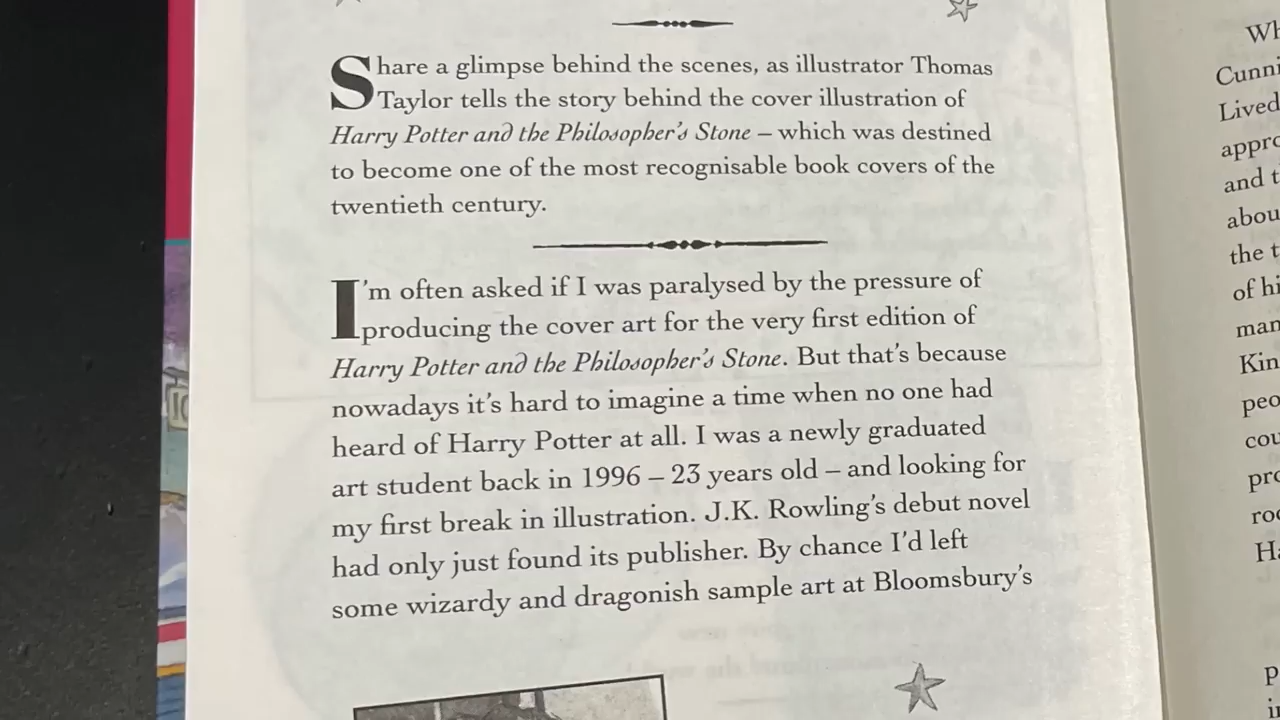 Share a glimpse behind the scenes, as illustrator Thomas
Taylor tells the story behind the cover illustration of
Harry Potter and the Philosopher's Stone – which was destined
to become one of the most recognisable book covers of the
twentieth century.
I'm often asked if I was paralysed by the pressure of
producing the cover art for the very first edition of
Harry Potter and the Philosopher's Stone. But that's because
nowadays it's hard to imagine a time when no one had
heard of Harry Potter at all. I was a newly graduated
art student back in 1996 – 23 years old – and looking for
my first break in illustration. J.K. Rowling's debut novel
had only just found its publisher. By chance I'd left
some wizardy and dragonish sample art at Bloomsbury's
Lived
and
the
of